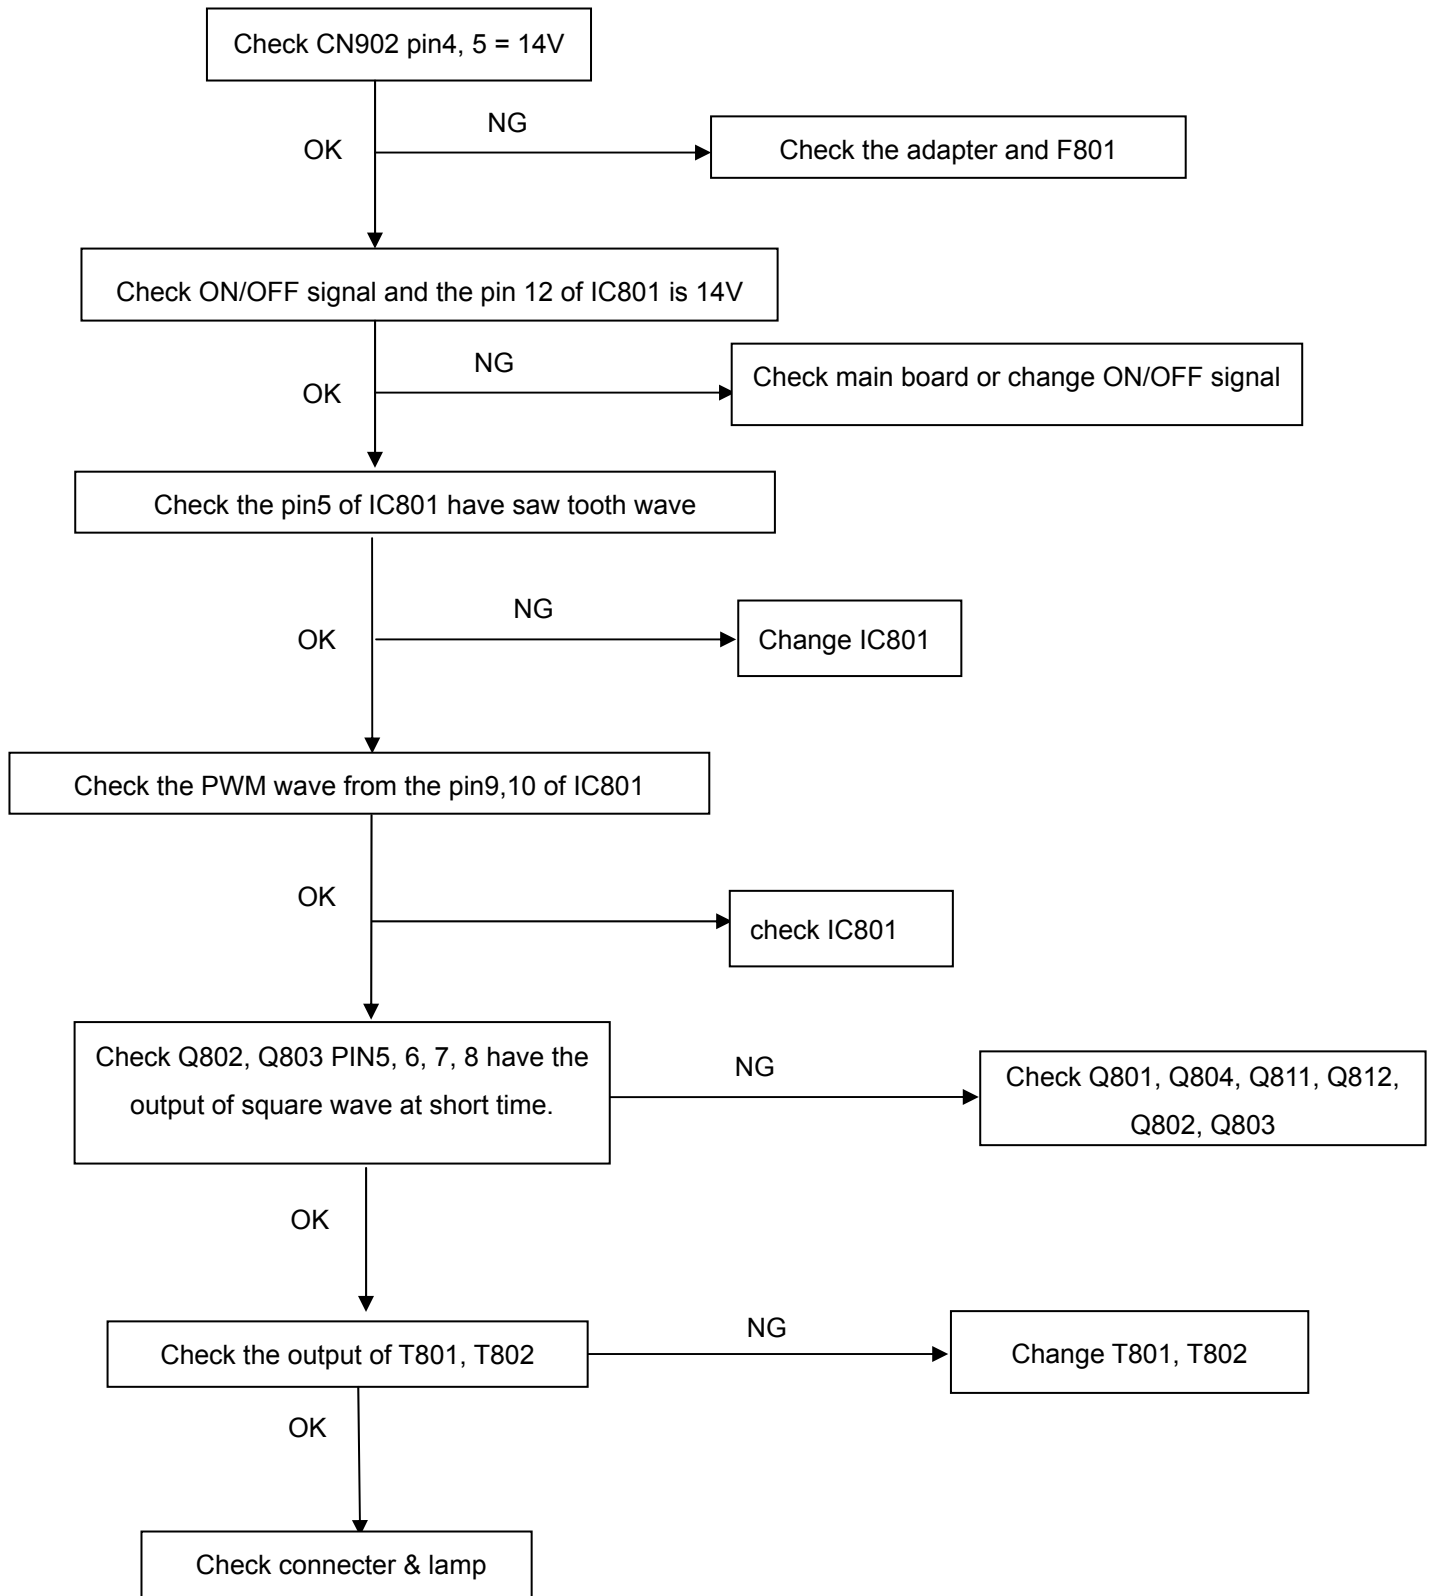 Check CN902 pin4, 5 = 14V
NG
OK
Check the adapter and F801
Check ON/OFF signal and the pin 12 of IC801 is 14V
NG
OK
Check main board or change ON/OFF signal
Check the pin5 of IC801 have saw tooth wave
NG
OK
Change IC801
Check the PWM wave from the pin9,10 of IC801
OK
check IC801
Check Q802, Q803 PIN5, 6, 7, 8 have the
output of square wave at short time.
NG
Check Q801, Q804, Q811, Q812,
Q802, Q803
OK
Check the output of T801, T802
NG
Change T801, T802
OK
Check connecter & lamp